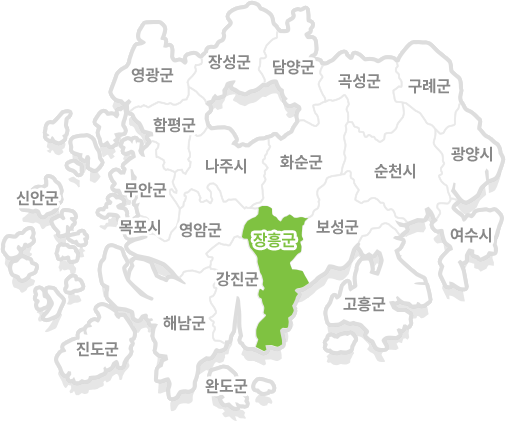 장성군
담양군
영광군
곡성군
구례군
함평군
광양시
화순군
나주시
순천시
무안군
신안군
목포시
영암군
보성군
여수시
장흥군
강진군
고흥군
해남군
진도군
완도군